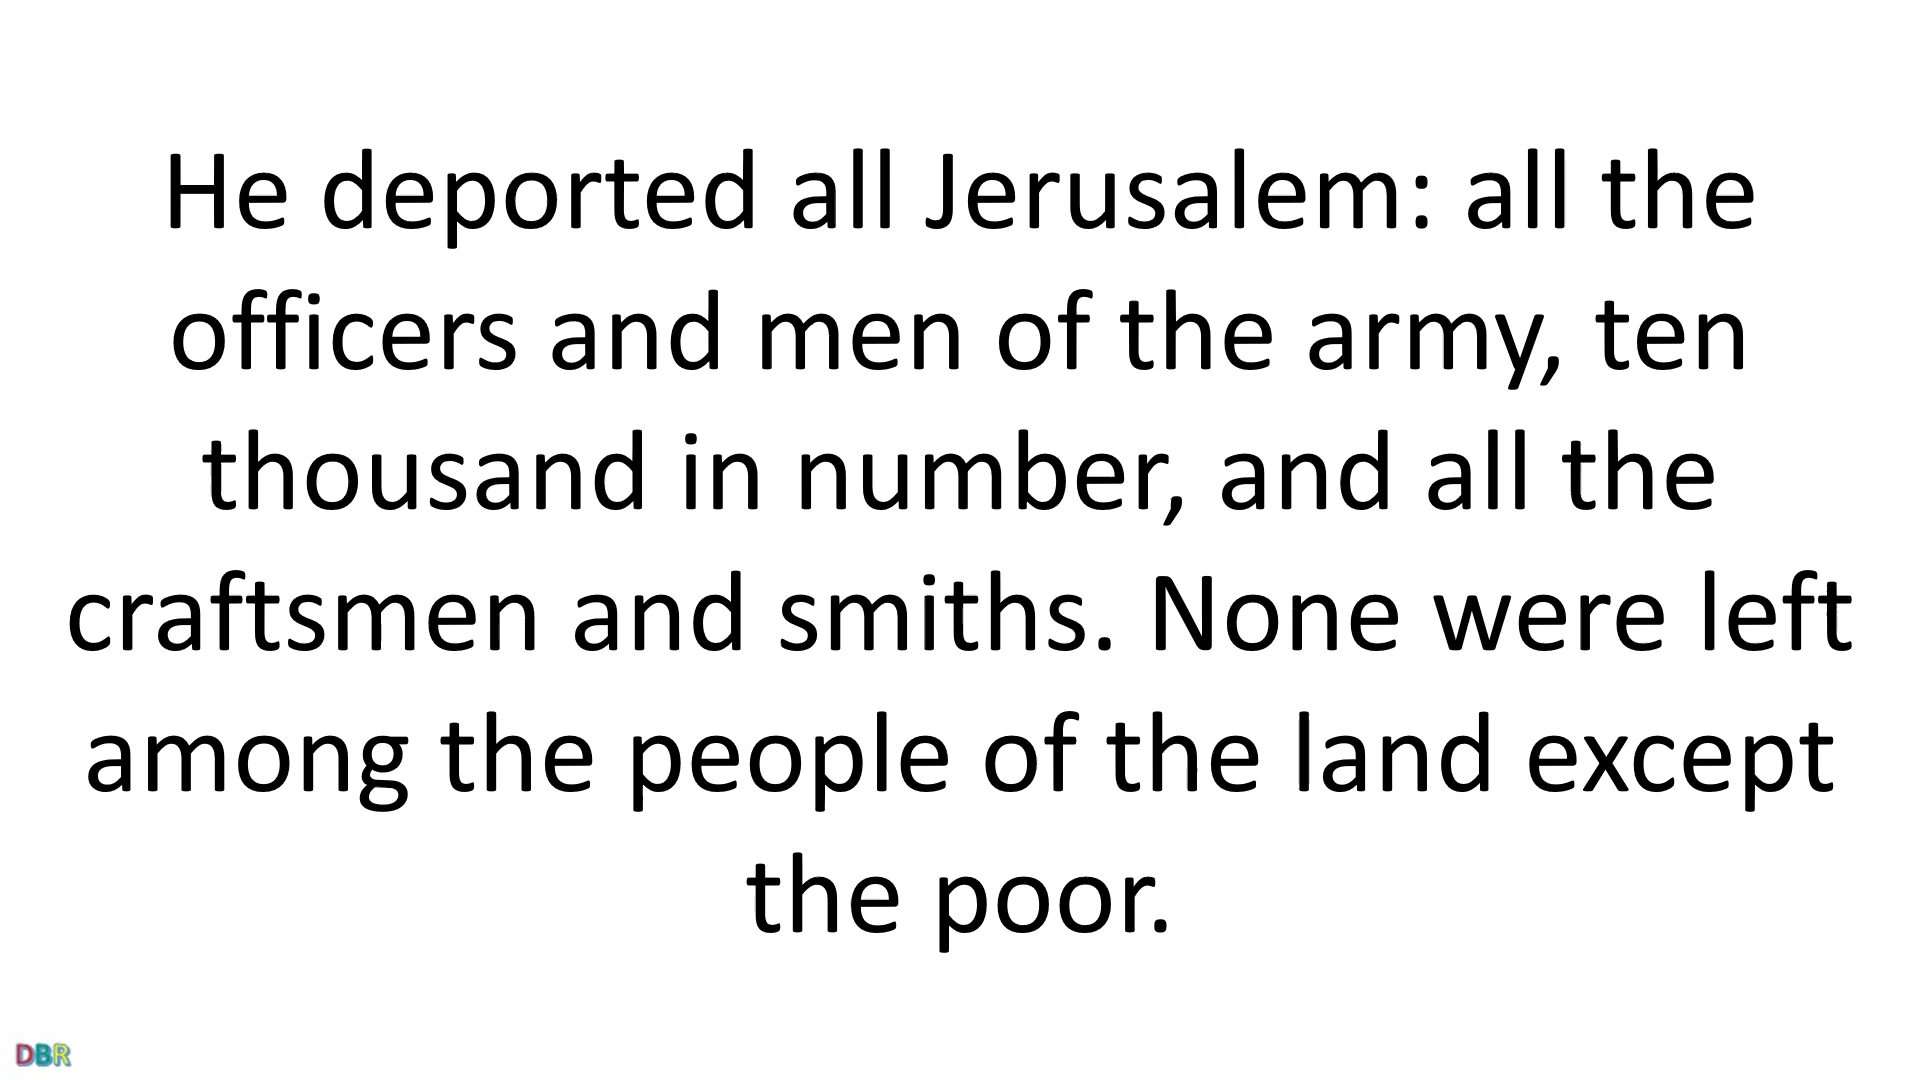 He deported all Jerusalem: all the
officers and men of the army, ten
thousand in number, and all the
craftsmen and smiths. None were left
among the people of the land except
the poor.
DBR